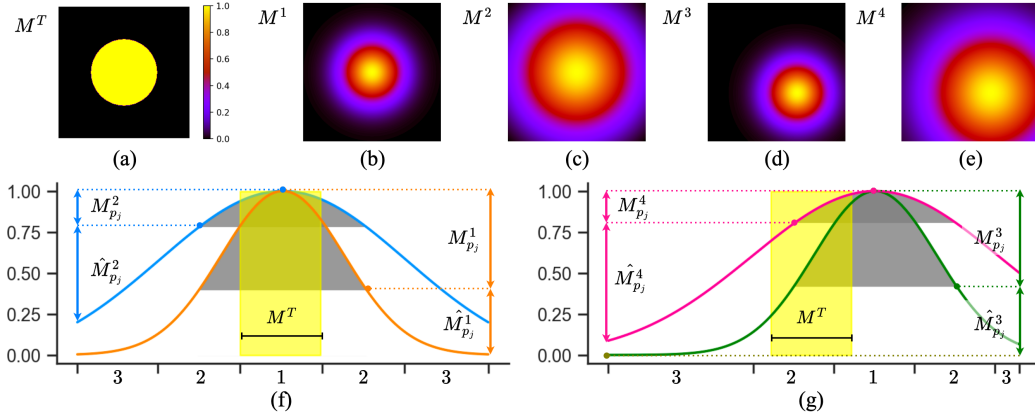 M^T
1.0
0.8
0.6
0.4
0.2
0.0
M^1
M^2
M^3
M^4
(a)
(b)
(c)
(d)
(e)
1.00
0.75
0.50
0.25
0.00
M^2_{p_j}
\hat{M}^2_{p_j}
M^1_{p_j}
\hat{M}^1_{p_j}
M^T
3 2 1 2 3
(f)
1.00
0.75
0.50
0.25
0.00
M^4_{p_j}
\hat{M}^4_{p_j}
M^3_{p_j}
\hat{M}^3_{p_j}
M^T
3 2 1 2 3
(g)